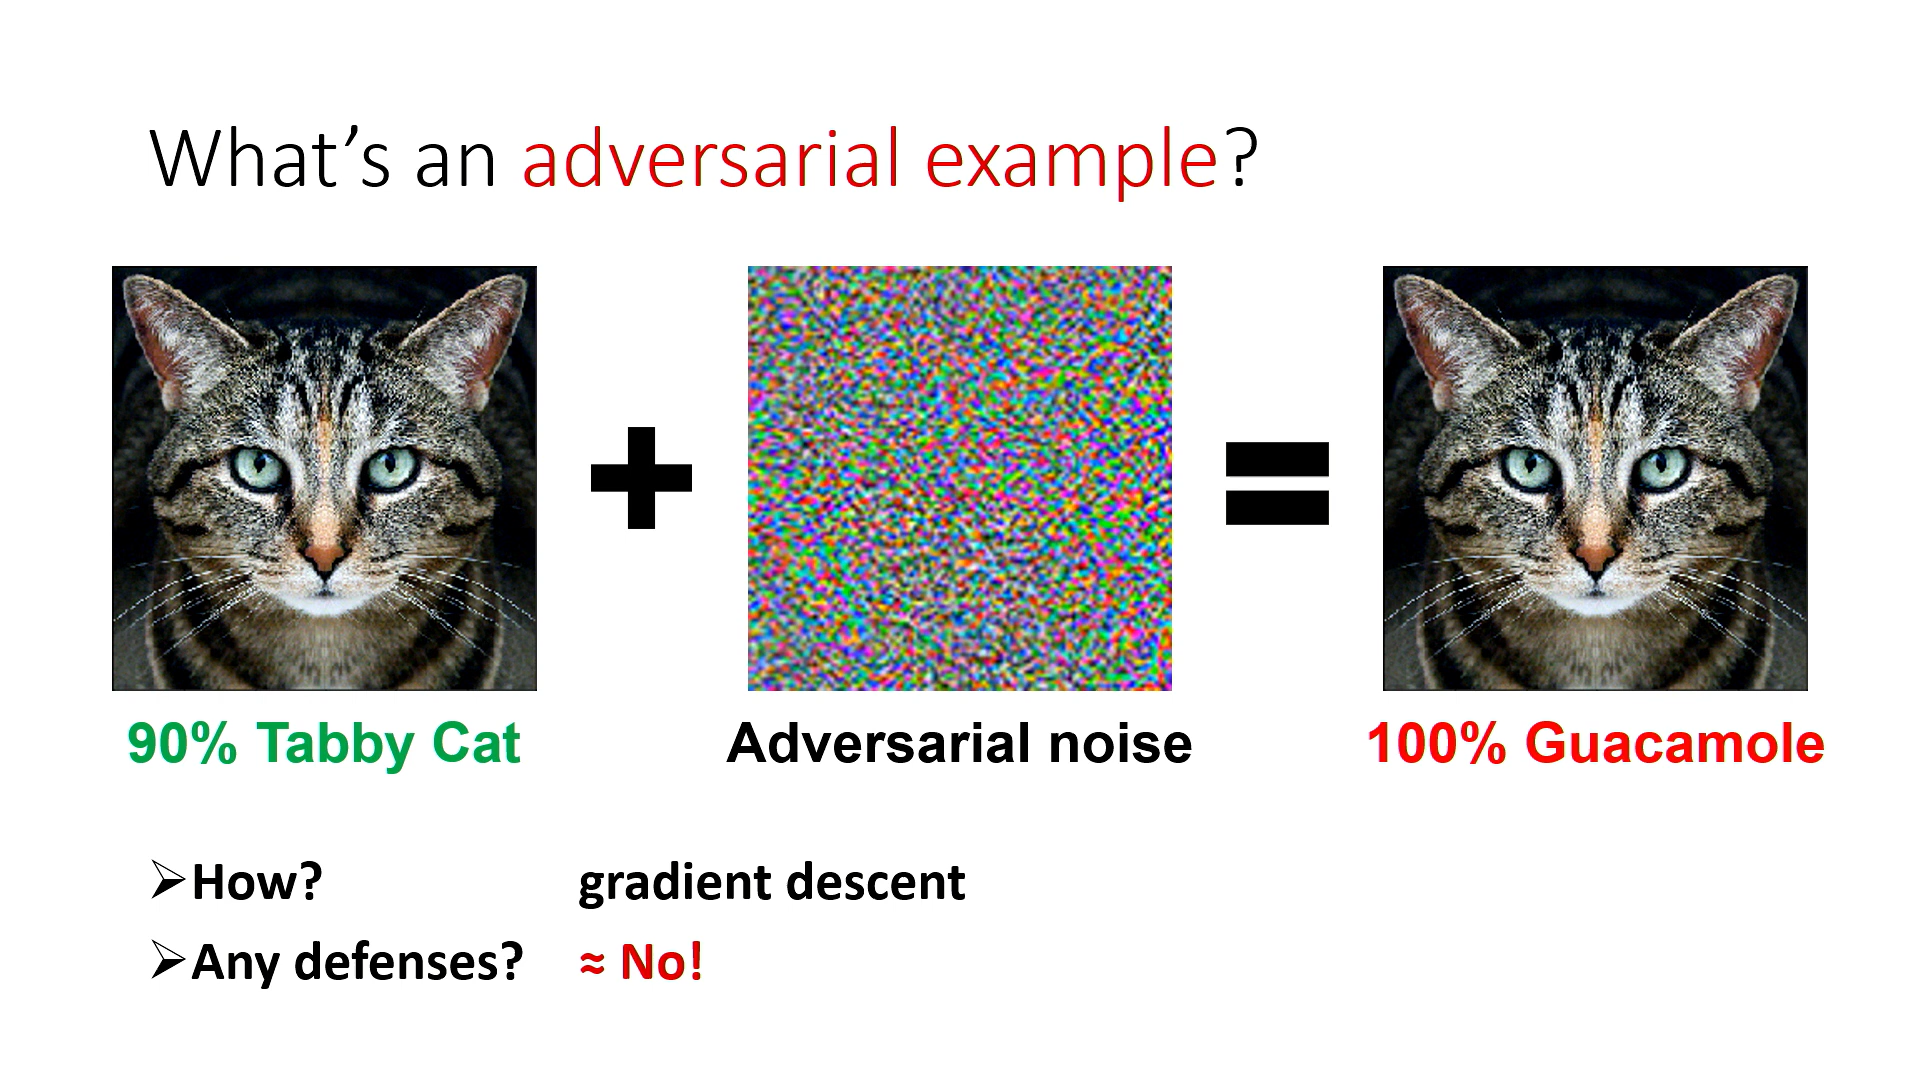 What’s an adversarial example?
90% Tabby Cat
Adversarial noise
100% Guacamole
➢How? gradient descent
➢Any defenses? ≈ No!